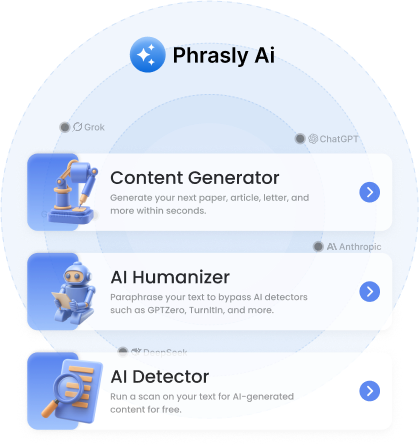 Phrasly Ai
Grok
ChatGPT
Content Generator
Generate your next paper, article, letter, and
more within seconds.
Anthropic
AI Humanizer
Paraphrase your text to bypass AI detectors
such as GPTZero, TurnItIn, and more.
DeepSeek
AI Detector
Run a scan on your text for AI-generated
content for free.